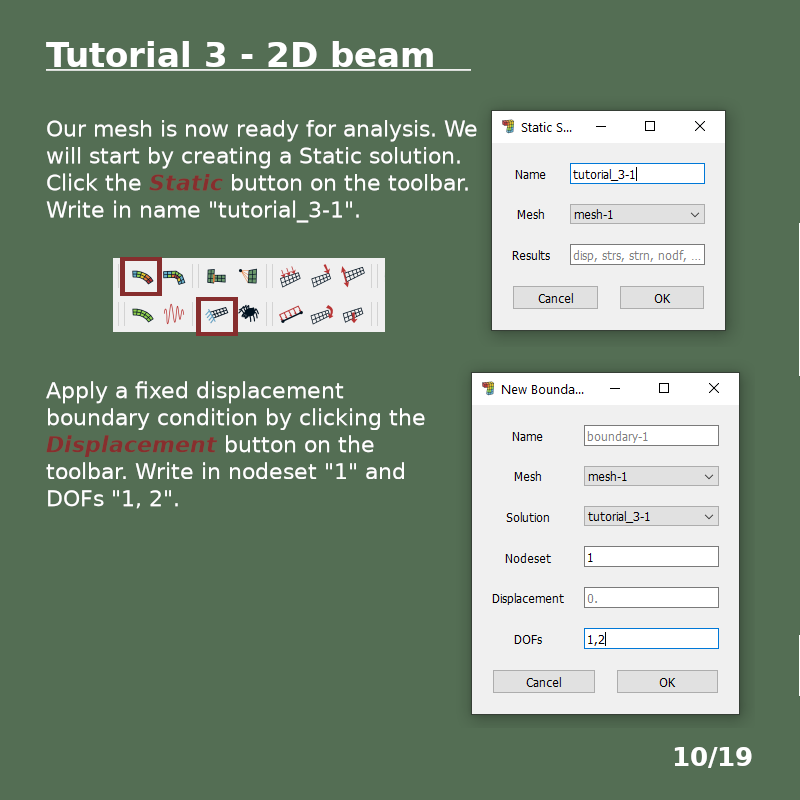 Tutorial 3 - 2D beam
Our mesh is now ready for analysis. We
will start by creating a Static solution.
Click the Static button on the toolbar.
Write in name "tutorial_3-1".
Static S...
Name
tutorial_3-1
Mesh
mesh-1
Results
disp, strs, strn, nodf, ...
Cancel
OK
Apply a fixed displacement
boundary condition by clicking the
Displacement button on the
toolbar. Write in nodeset "1" and
DOFs "1, 2".
New Bounda...
Name
boundary-1
Mesh
mesh-1
Solution
tutorial_3-1
Nodeset
1
Displacement
0.
DOFs
1,2
Cancel
OK
10/19